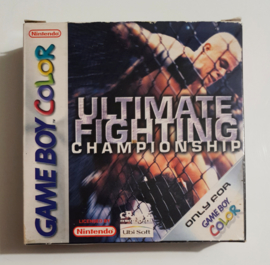 Nintendo
GAME BOY COLOR
ULTIMATE
FIGHTING
CHAMPIONSHIP
ONLY FOR
GAME BOY
COLOR
Nintendo
Ubi Soft